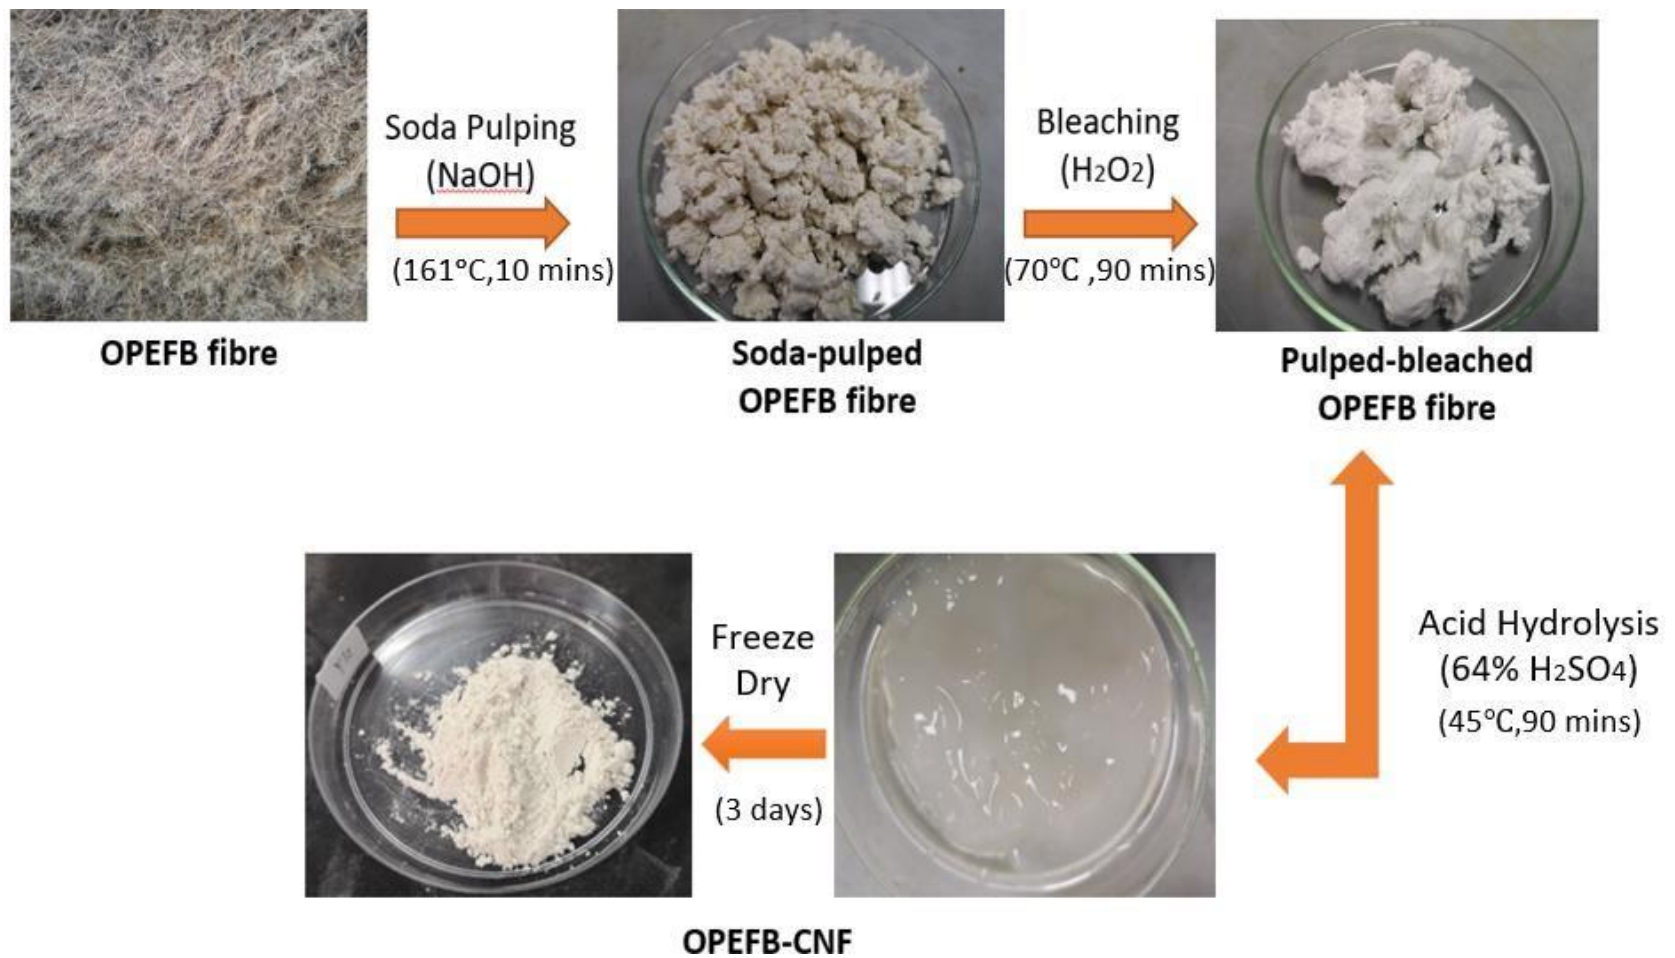 Soda Pulping
(NaOH)
(161°C,10 mins)
Bleaching
(H2O2)
(70℃ ,90 mins)
OPEFB fibre
Soda-pulped
OPEFB fibre
Pulped-bleached
OPEFB fibre
Acid Hydrolysis
(64% H2SO4)
(45℃,90 mins)
Freeze
Dry
(3 days)
OPEFB-CNF